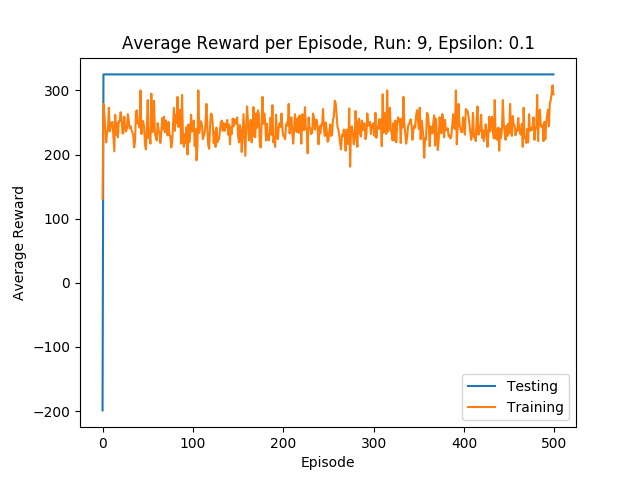 Average Reward per Episode, Run: 9, Epsilon: 0.1
Average Reward
300
200
100
0
−100
−200
0
100
200
300
400
500
Episode
Testing
Training